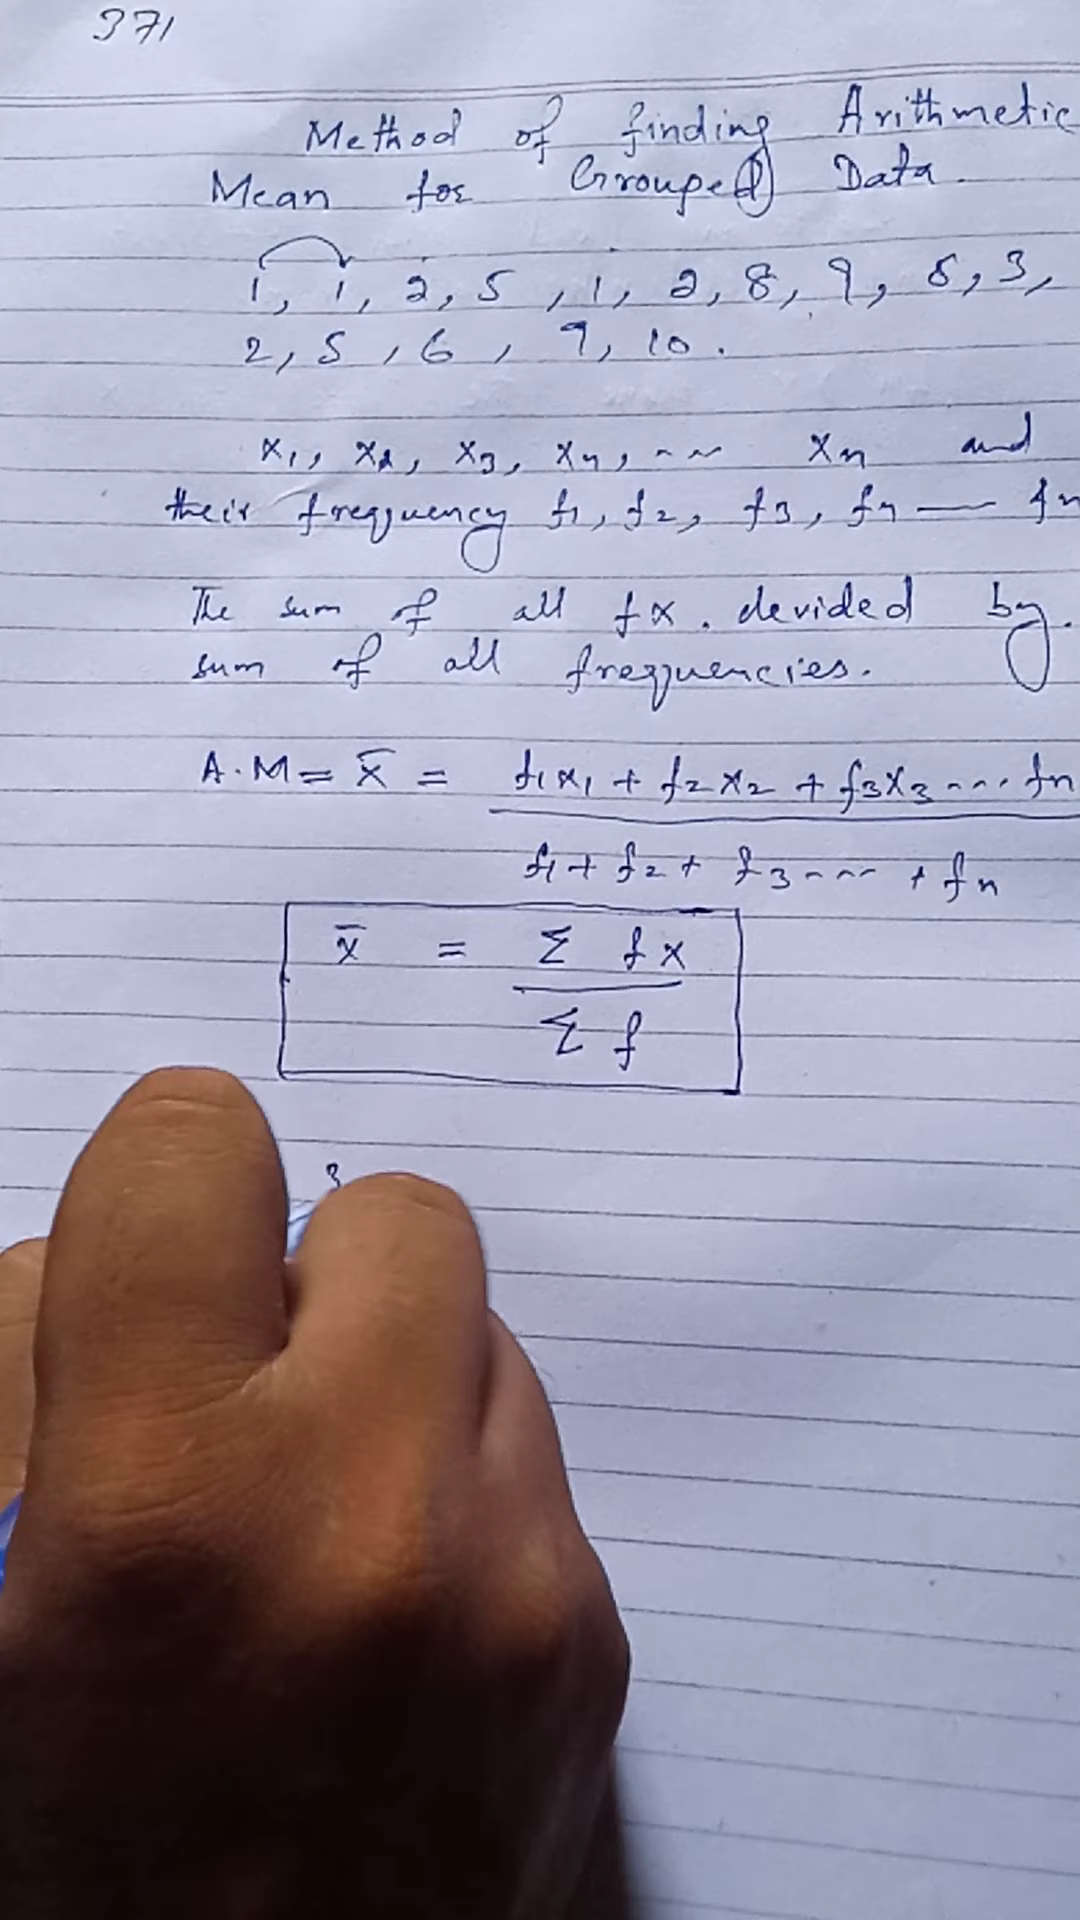 371
Method of finding Arithmetic
Mean for Grouped Data.
1, 1, 2, 5, 1, 2, 8, 9, 8, 3,
2, 5, 6, 9, 10.
x₁, x₂, x₃, x₄, ~~ xₙ and
their frequency f₁, f₂, f₃, f₄ — fₙ
The sum of all fx. devided by.
sum of all frequencies.
A.M = x̄ = f₁x₁ + f₂x₂ + f₃x₃ ---. fn
f₁ + f₂ + f₃ ---- + fₙ
x̄ = Σ fx
Σ f